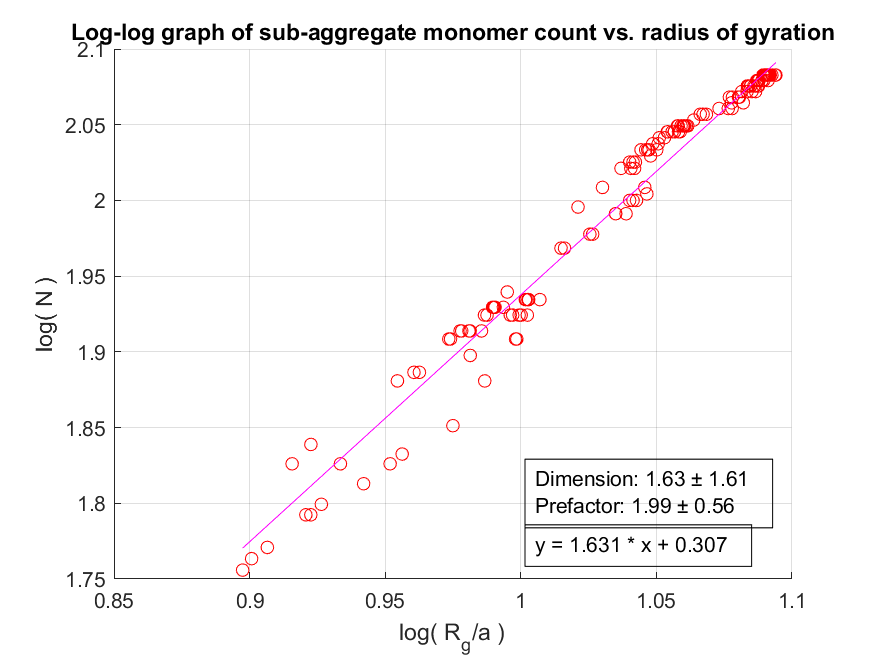 Log-log graph of sub-aggregate monomer count vs. radius of gyration
2.1
2.05
2
1.95
1.9
1.85
1.8
1.75
log( N )
Dimension: 1.63 ± 1.61
Prefactor: 1.99 ± 0.56
y = 1.631 * x + 0.307
0.85 0.9 0.95 1 1.05 1.1
log( R_g/a )